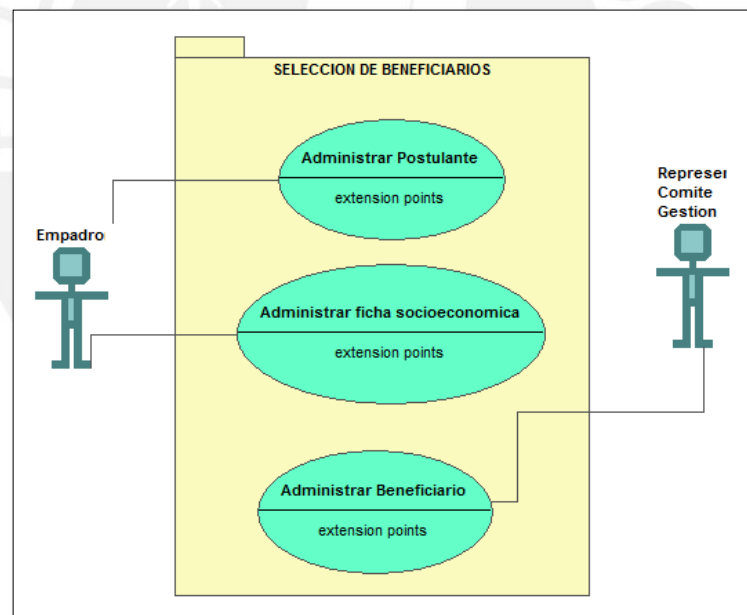 SELECCION DE BENEFICIARIOS
Administrar Postulante
extension points
Represe
Comite
Gestion
Empadro
Administrar ficha socioeconomica
extension points
Administrar Beneficiario
extension points